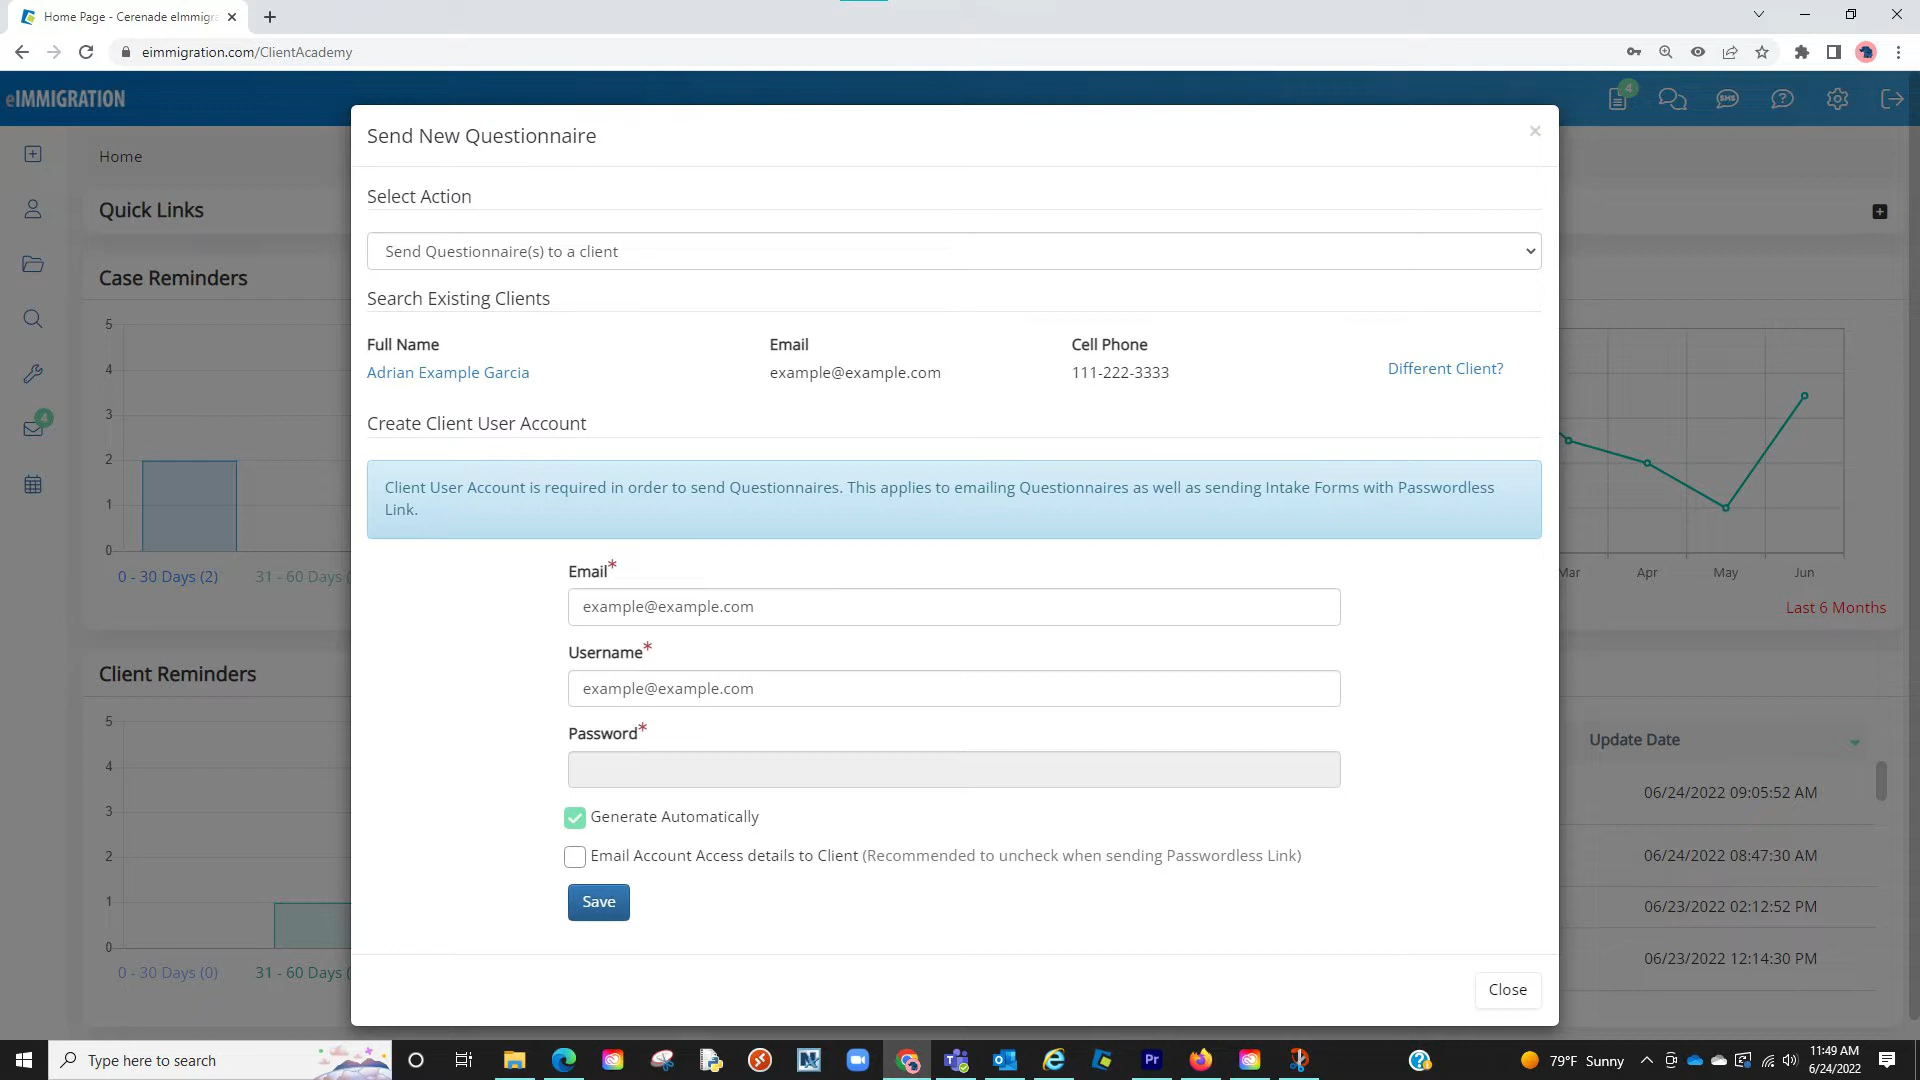 Home Page - Cerenade eImmigra
eimmigration.com/ClientAcademy
eIMMIGRATION
4
Send New Questionnaire
Home
Select Action
Quick Links
Send Questionnaire(s) to a client
Case Reminders
Search Existing Clients
Full Name
Email
Cell Phone
Adrian Example Garcia
example@example.com
111-222-3333
Different Client?
4
Create Client User Account
Client User Account is required in order to send Questionnaires. This applies to emailing Questionnaires as well as sending Intake Forms with Passwordless
Link.
5
4
3
2
1
0
0 - 30 Days (2)
31 - 60 Days (
Mar
Apr
May
Jun
Last 6 Months
Email*
example@example.com
Username*
example@example.com
Password*
Generate Automatically
Email Account Access details to Client (Recommended to uncheck when sending Passwordless Link)
Save
Client Reminders
5
4
3
2
1
0
0 - 30 Days (0)
31 - 60 Days (
Update Date
06/24/2022 09:05:52 AM
06/24/2022 08:47:30 AM
06/23/2022 02:12:52 PM
06/23/2022 12:14:30 PM
Close
Type here to search
79°F Sunny
11:49 AM
6/24/2022